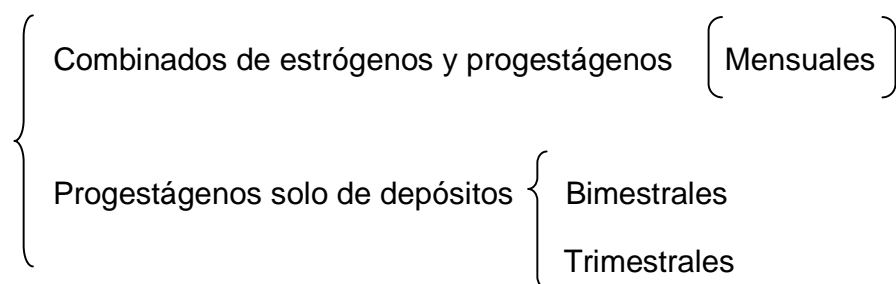 Combinados de estrógenos y progestágenos Mensuales
Progestágenos solo de depósitos Bimestrales
Trimestrales